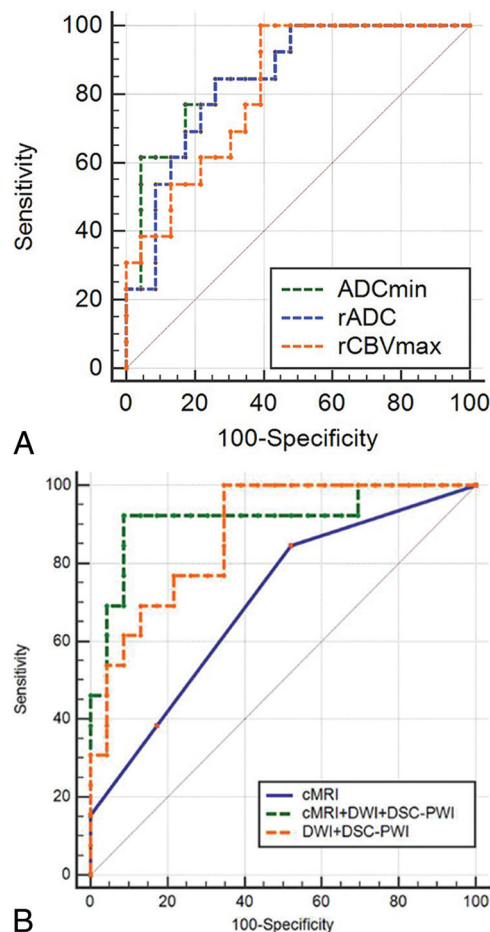 100
80
60
40
20
0
Sensitivity
ADCmin
rADC
rCBVmax
0 20 40 60 80 100
100-Specificity
A
100
80
60
40
20
0
Sensitivity
cMRI
cMRI+DWI+DSC-PWI
DWI+DSC-PWI
0 20 40 60 80 100
100-Specificity
B